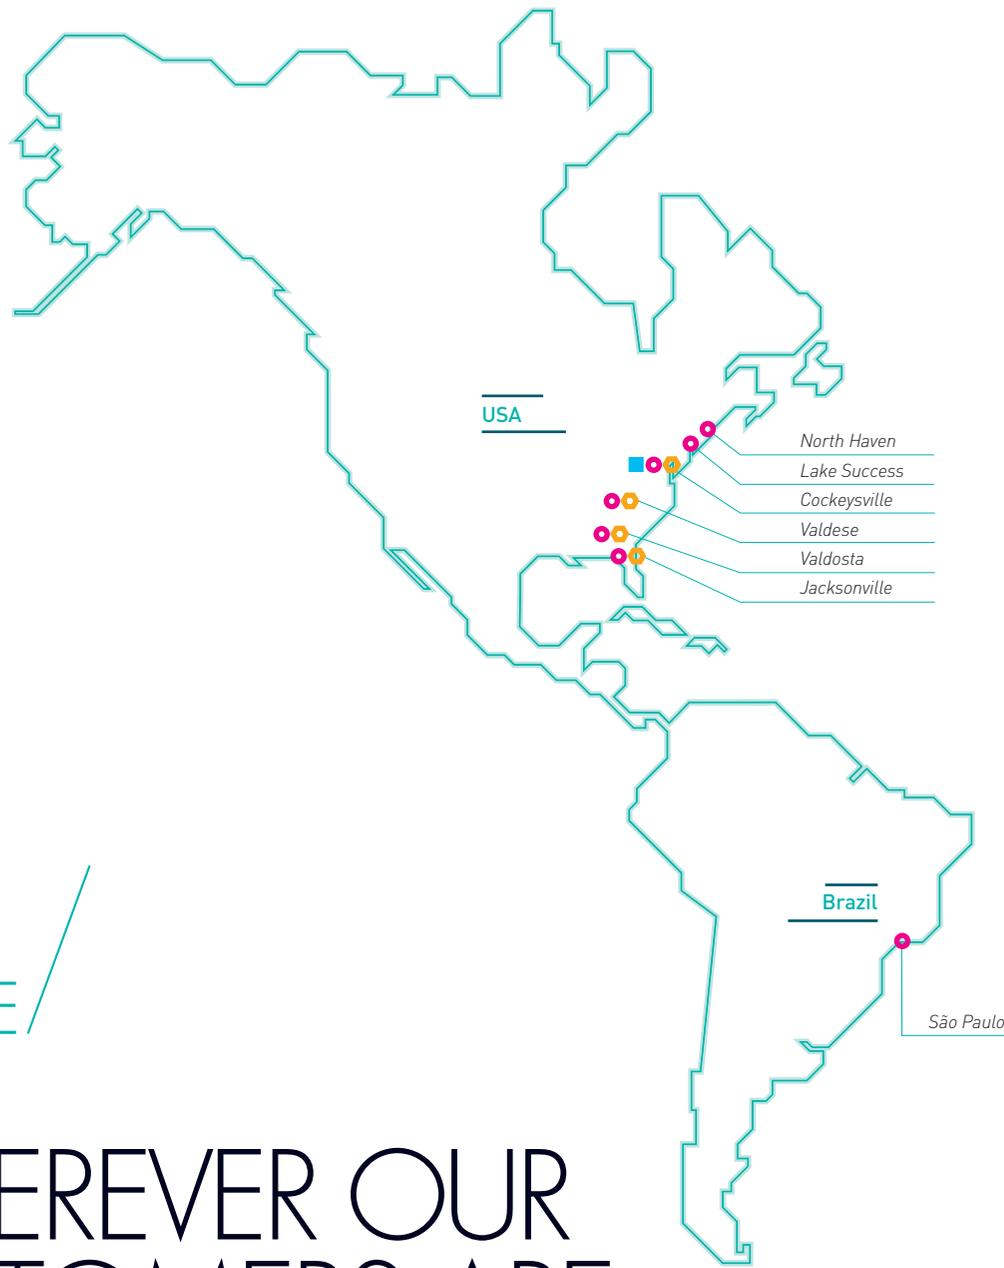 USA
North Haven
Lake Success
Cockeysville
Valdese
Valdosta
Jacksonville
Brazil
São Paulo
EREVER OUR